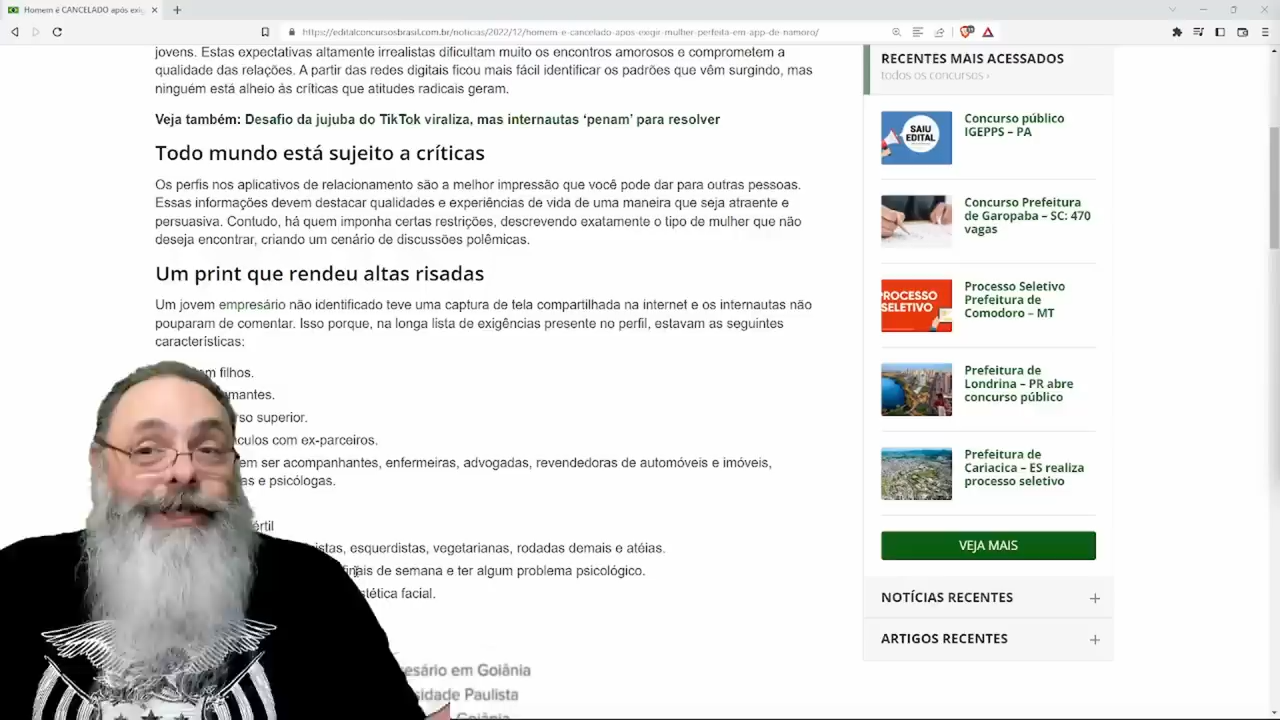 Homem é CANCELADO após exig
https://editalconcursosbrasil.com.br/noticias/2022/12/homem-e-cancelado-apos-exigir-mulher-perfeita-em-app-de-namoro/
jovens. Estas expectativas altamente irrealistas dificultam muito os encontros amorosos e comprometem a
qualidade das relações. A partir das redes digitais ficou mais fácil identificar os padrões que vêm surgindo, mas
ninguém está alheio às críticas que atitudes radicais geram.
Veja também: Desafio da jujuba do TikTok viraliza, mas internautas ‘penam’ para resolver
Todo mundo está sujeito a críticas
Os perfis nos aplicativos de relacionamento são a melhor impressão que você pode dar para outras pessoas.
Essas informações devem destacar qualidades e experiências de vida de uma maneira que seja atraente e
persuasiva. Contudo, há quem imponha certas restrições, descrevendo exatamente o tipo de mulher que não
deseja encontrar, criando um cenário de discussões polêmicas.
Um print que rendeu altas risadas
Um jovem empresário não identificado teve uma captura de tela compartilhada na internet e os internautas não
pouparam de comentar. Isso porque, na longa lista de exigências presente no perfil, estavam as seguintes
características:
em filhos.
mantes.
so superior.
culos com ex-parceiros.
em ser acompanhantes, enfermeiras, advogadas, revendedoras de automóveis e imóveis,
as e psicólogas.
értil
istas, esquerdistas, vegetarianas, rodadas demais e atéias.
finais de semana e ter algum problema psicológico.
stética facial.
esário em Goiânia
sidade Paulista
Goiânia
RECENTES MAIS ACESSADOS
todos os concursos ›
SAIU
EDITAL
Concurso público
IGEPPS – PA
Concurso Prefeitura
de Garopaba – SC: 470
vagas
PROCESSO
SELETIVO
Processo Seletivo
Prefeitura de
Comodoro – MT
Prefeitura de
Londrina – PR abre
concurso público
Prefeitura de
Cariacica – ES realiza
processo seletivo
VEJA MAIS
NOTÍCIAS RECENTES
ARTIGOS RECENTES